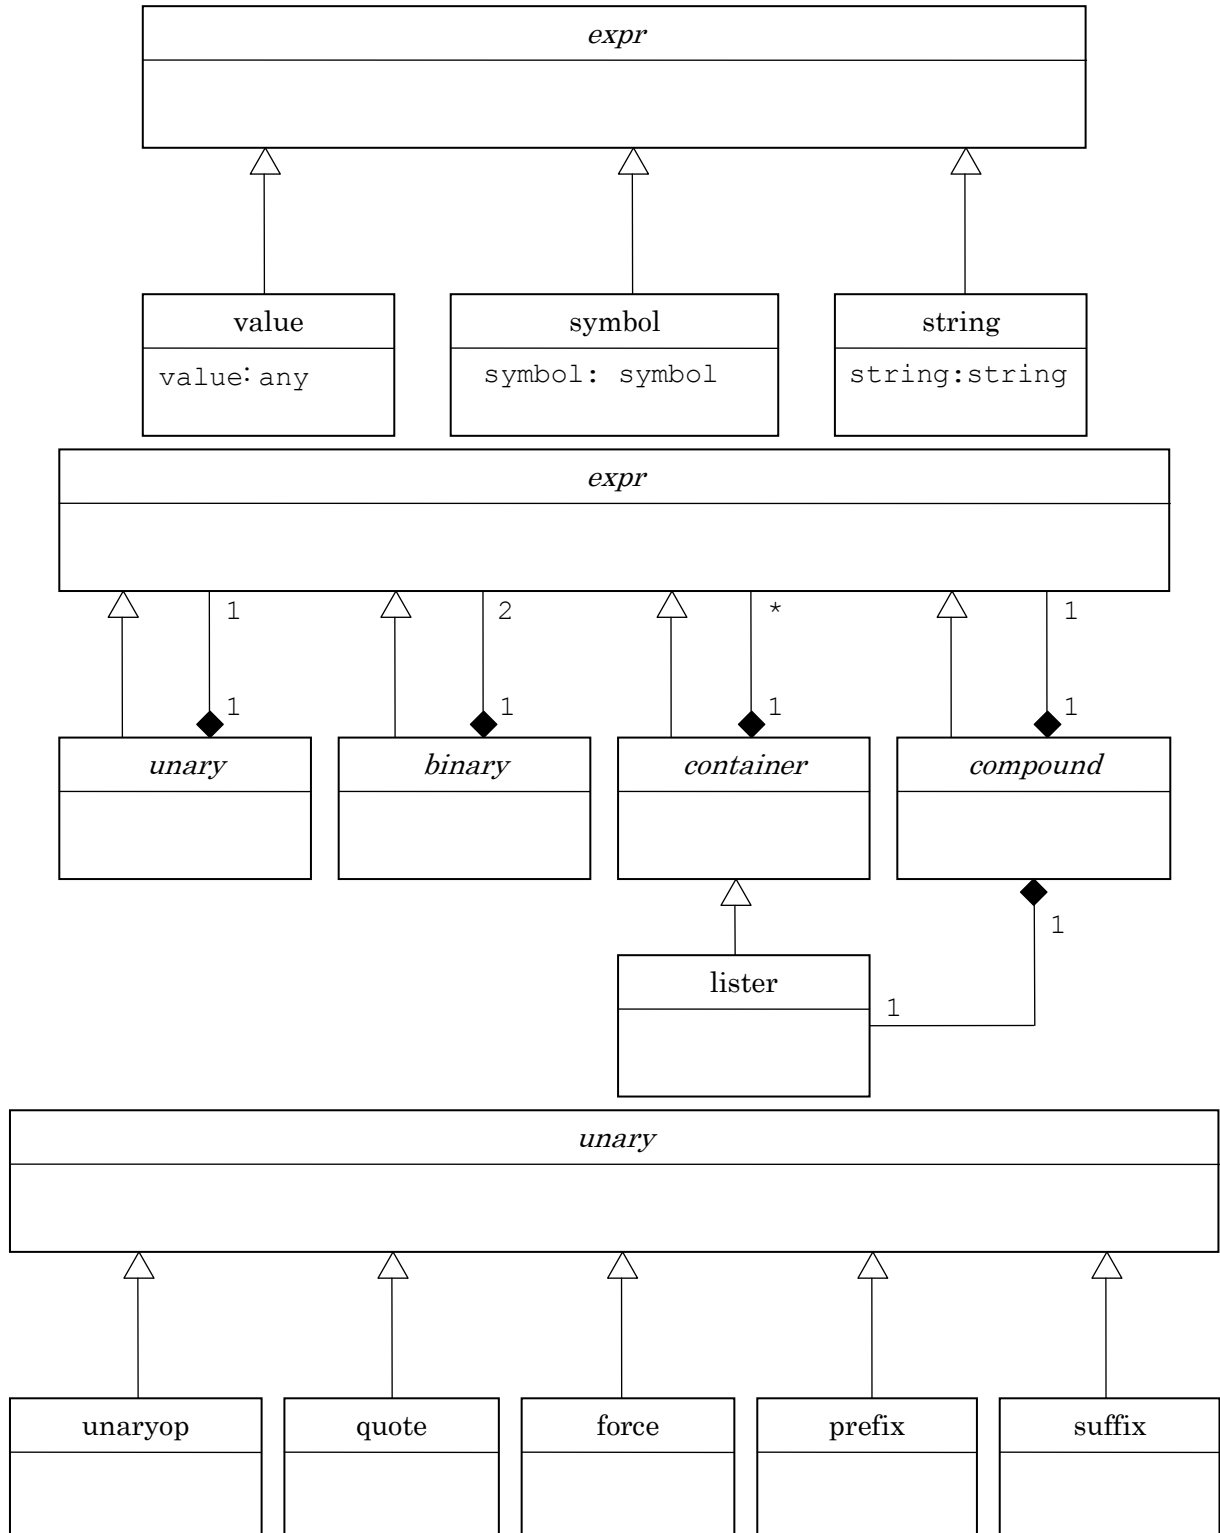 expr
value symbol string
value: any symbol: symbol string:string
expr
1 2 * 1
1 1 1 1
unary binary container compound
1
lister
1
unary
unaryop quote force prefix suffix